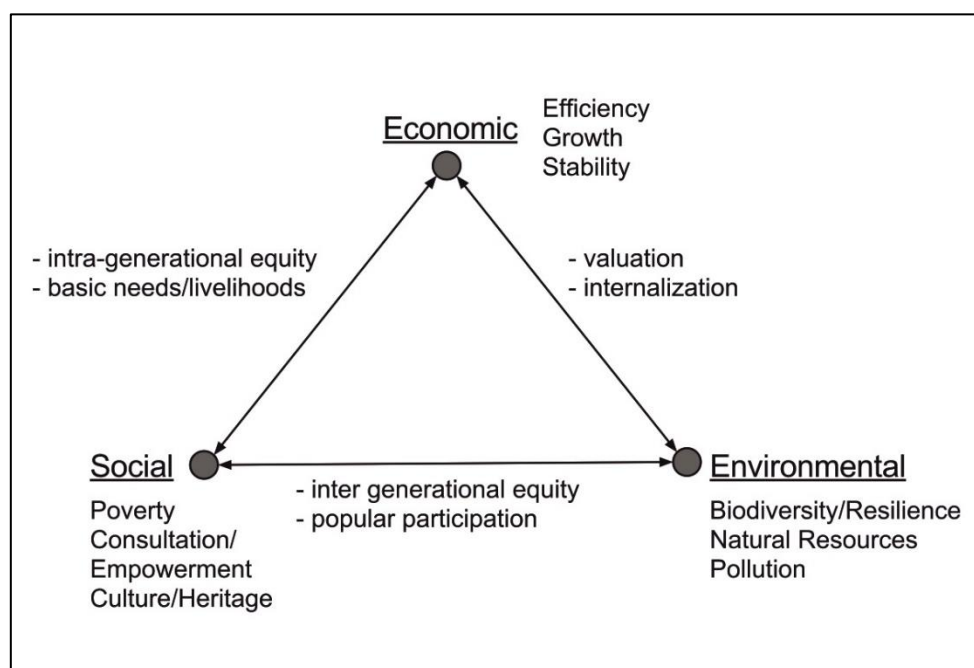 Economic
Efficiency
Growth
Stability
- intra-generational equity
- basic needs/livelihoods
- valuation
- internalization
Social
Poverty
Consultation/
Empowerment
Culture/Heritage
- inter generational equity
- popular participation
Environmental
Biodiversity/Resilience
Natural Resources
Pollution